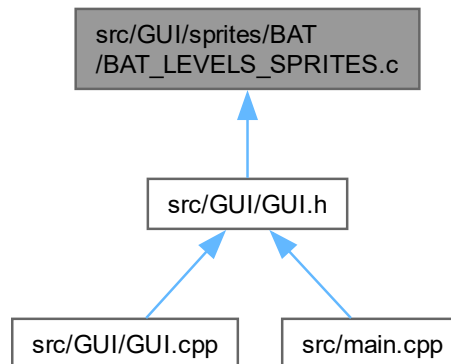 src/GUI/sprites/BAT
/BAT_LEVELS_SPRITES.c
src/GUI/GUI.h
src/GUI/GUI.cpp
src/main.cpp